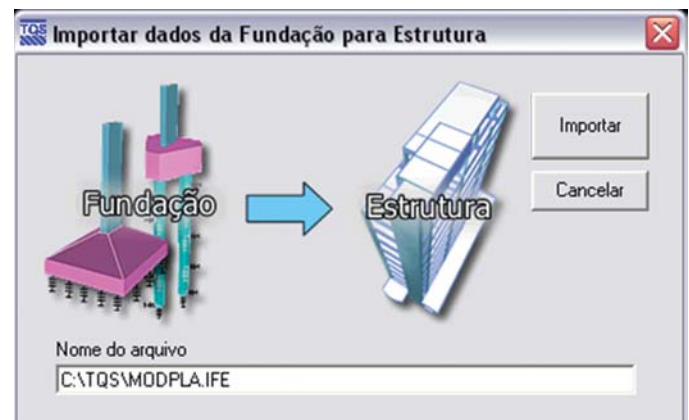 TQS Importar dados da Fundação para Estrutura
Importar
Cancelar
Fundação
Estrutura
Nome do arquivo
C:\TQS\MODPLA.IFE